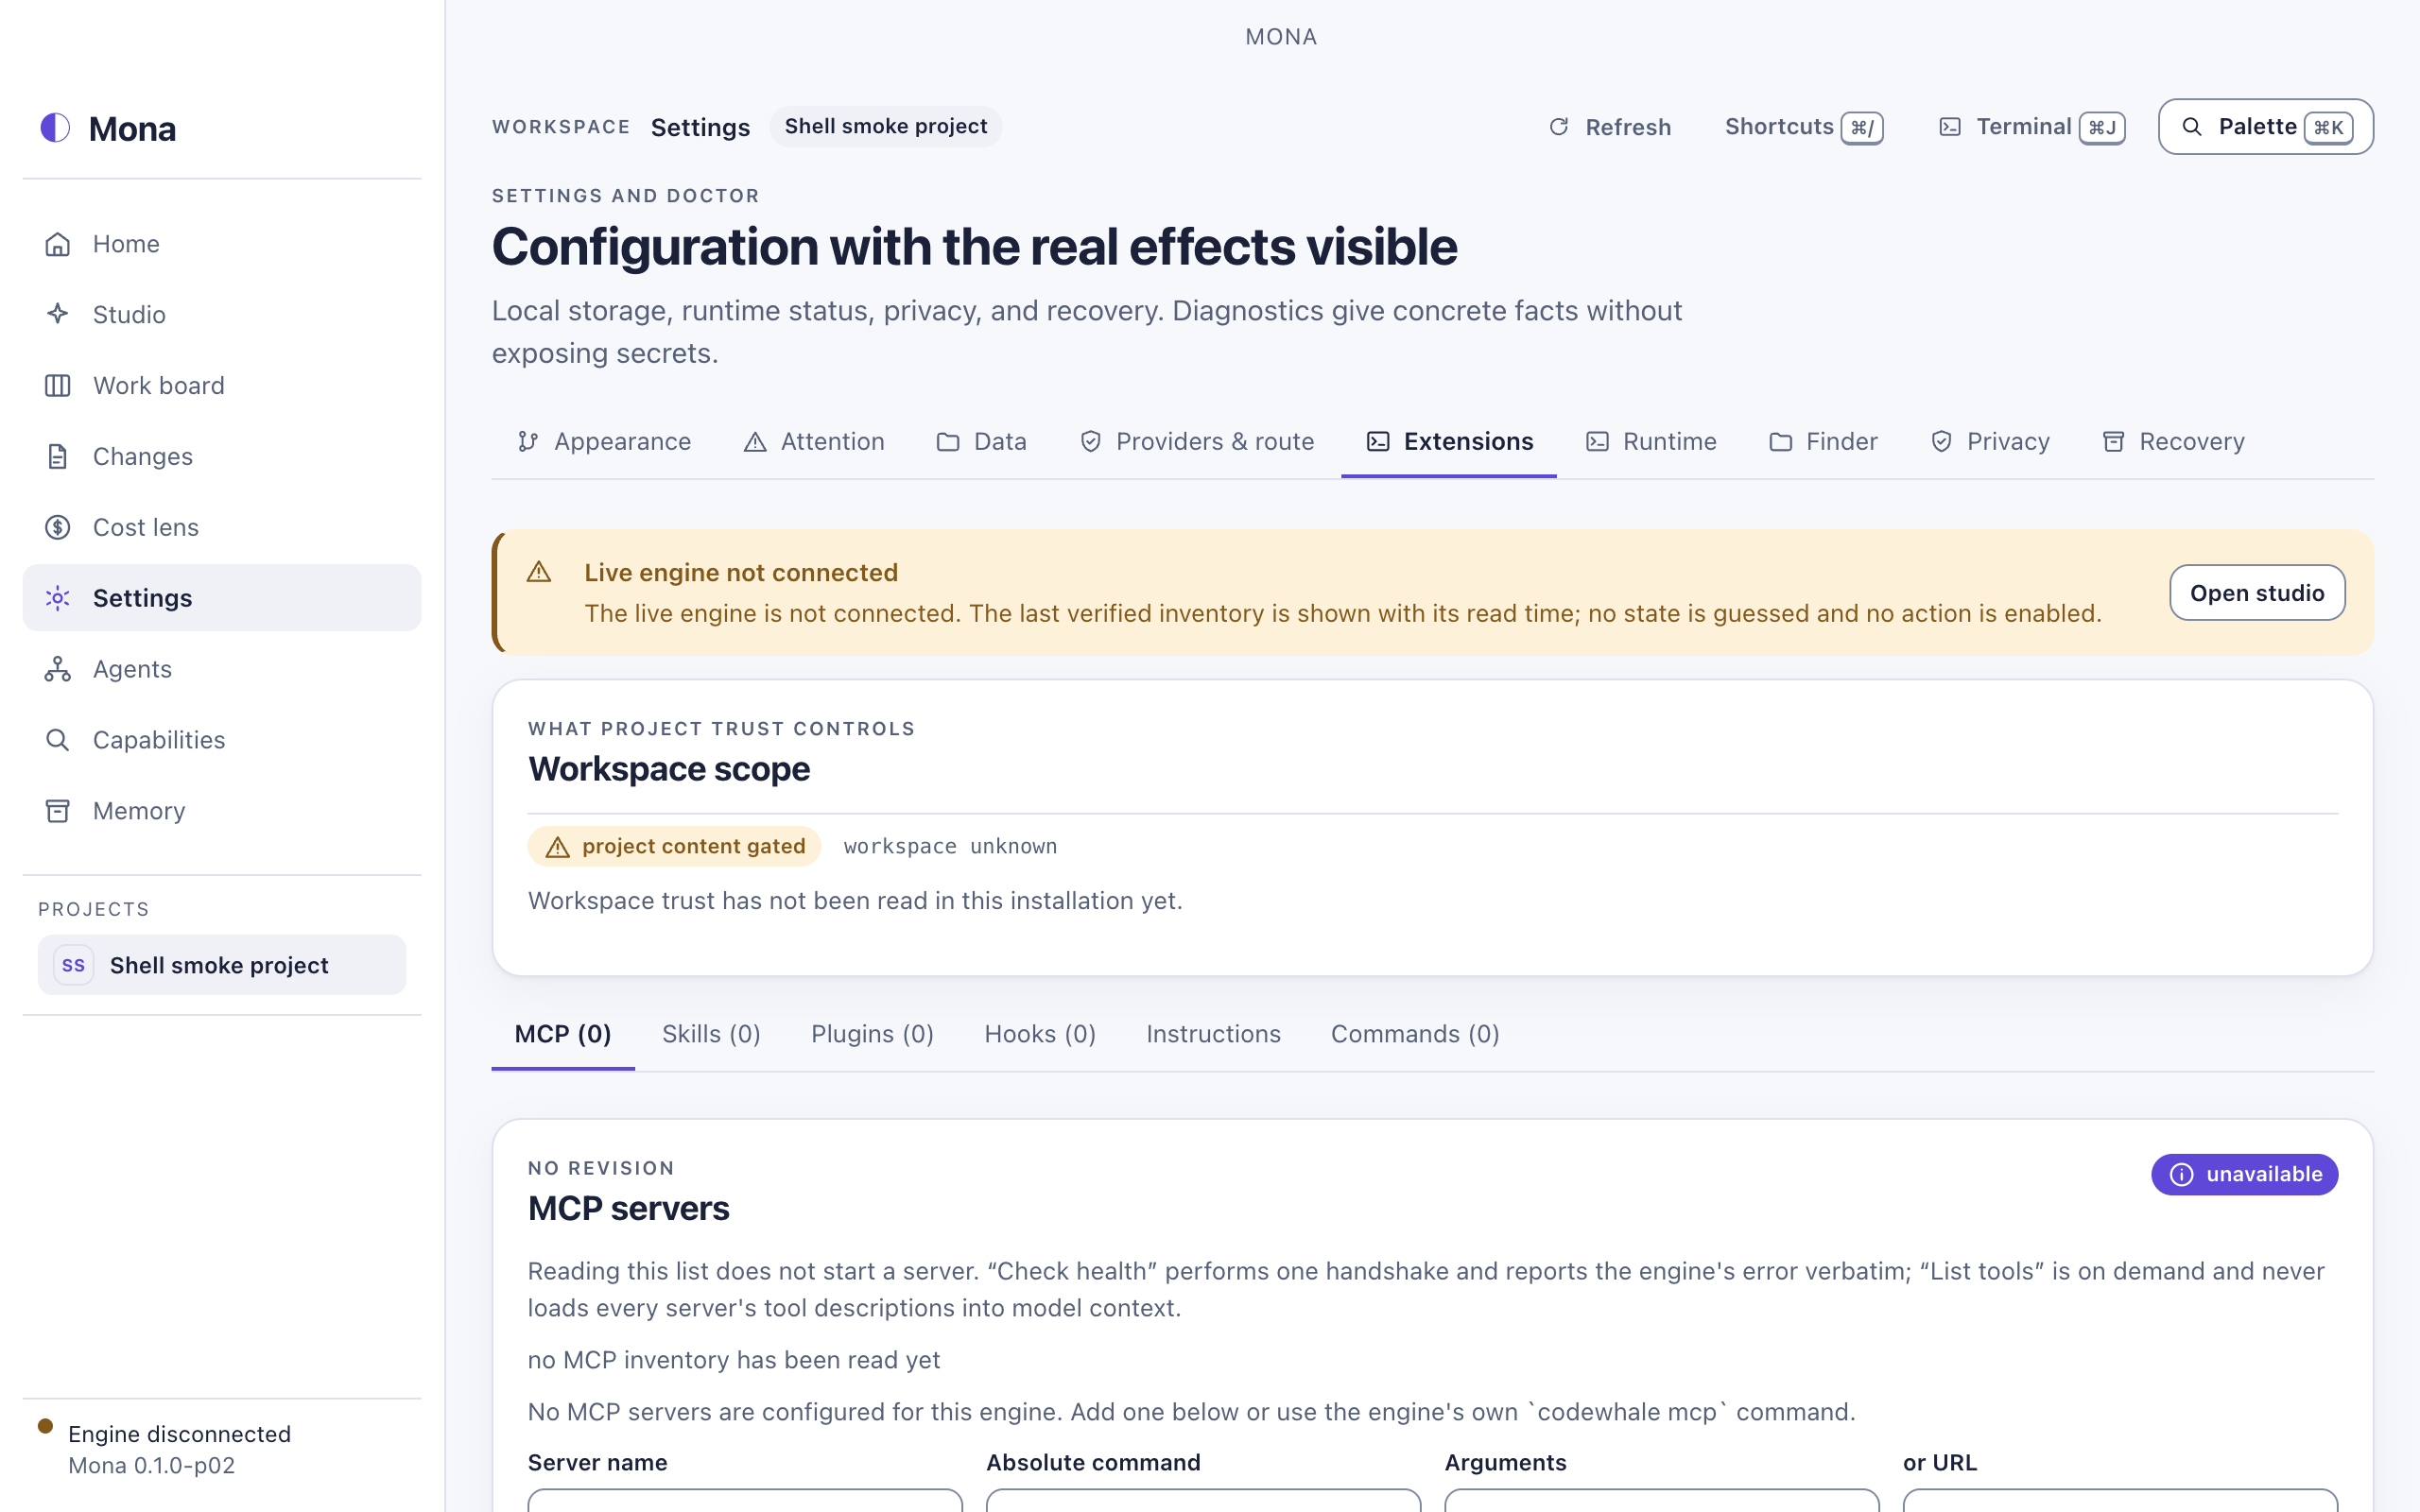 MONA
Mona
Home
Studio
Work board
Changes
Cost lens
Settings
Agents
Capabilities
Memory
PROJECTS
SS Shell smoke project
Engine disconnected
Mona 0.1.0-p02
WORKSPACE Settings Shell smoke project
Refresh Shortcuts ⌘/ Terminal ⌘J Palette ⌘K
SETTINGS AND DOCTOR
Configuration with the real effects visible
Local storage, runtime status, privacy, and recovery. Diagnostics give concrete facts without
exposing secrets.
Appearance Attention Data Providers & route Extensions Runtime Finder Privacy Recovery
Live engine not connected
The live engine is not connected. The last verified inventory is shown with its read time; no state is guessed and no action is enabled.
Open studio
WHAT PROJECT TRUST CONTROLS
Workspace scope
project content gated workspace unknown
Workspace trust has not been read in this installation yet.
MCP (0) Skills (0) Plugins (0) Hooks (0) Instructions Commands (0)
NO REVISION
MCP servers
unavailable
Reading this list does not start a server. “Check health” performs one handshake and reports the engine's error verbatim; “List tools” is on demand and never
loads every server's tool descriptions into model context.
no MCP inventory has been read yet
No MCP servers are configured for this engine. Add one below or use the engine's own `codewhale mcp` command.
Server name Absolute command Arguments or URL